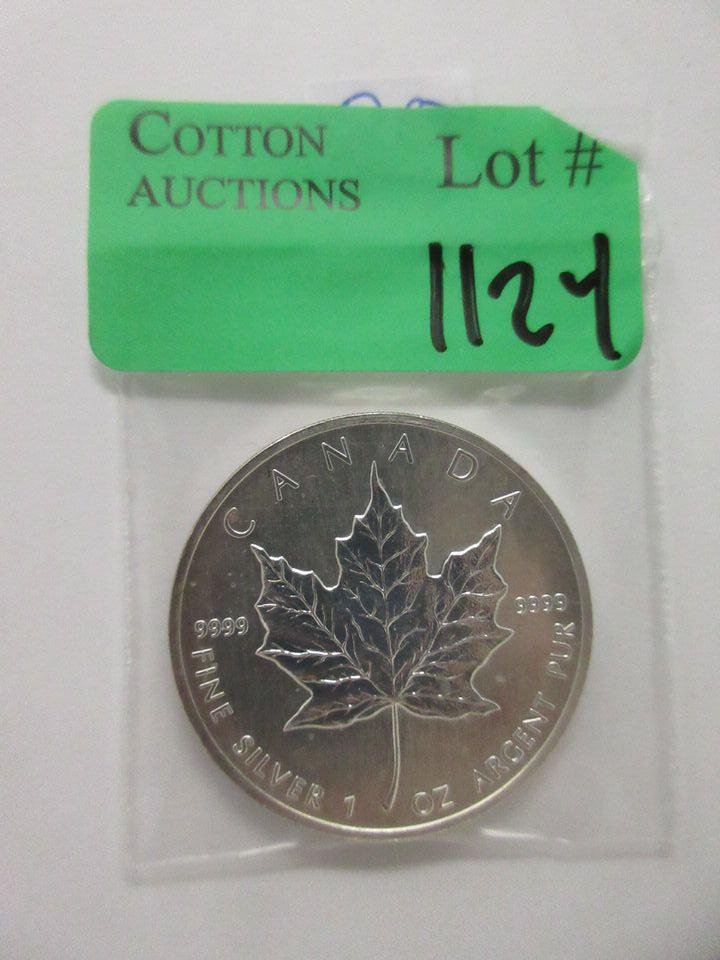 COTTON
AUCTIONS
Lot #
1124
CANADA
9999
9999
FINE SILVER 1 OZ ARGENT PUR